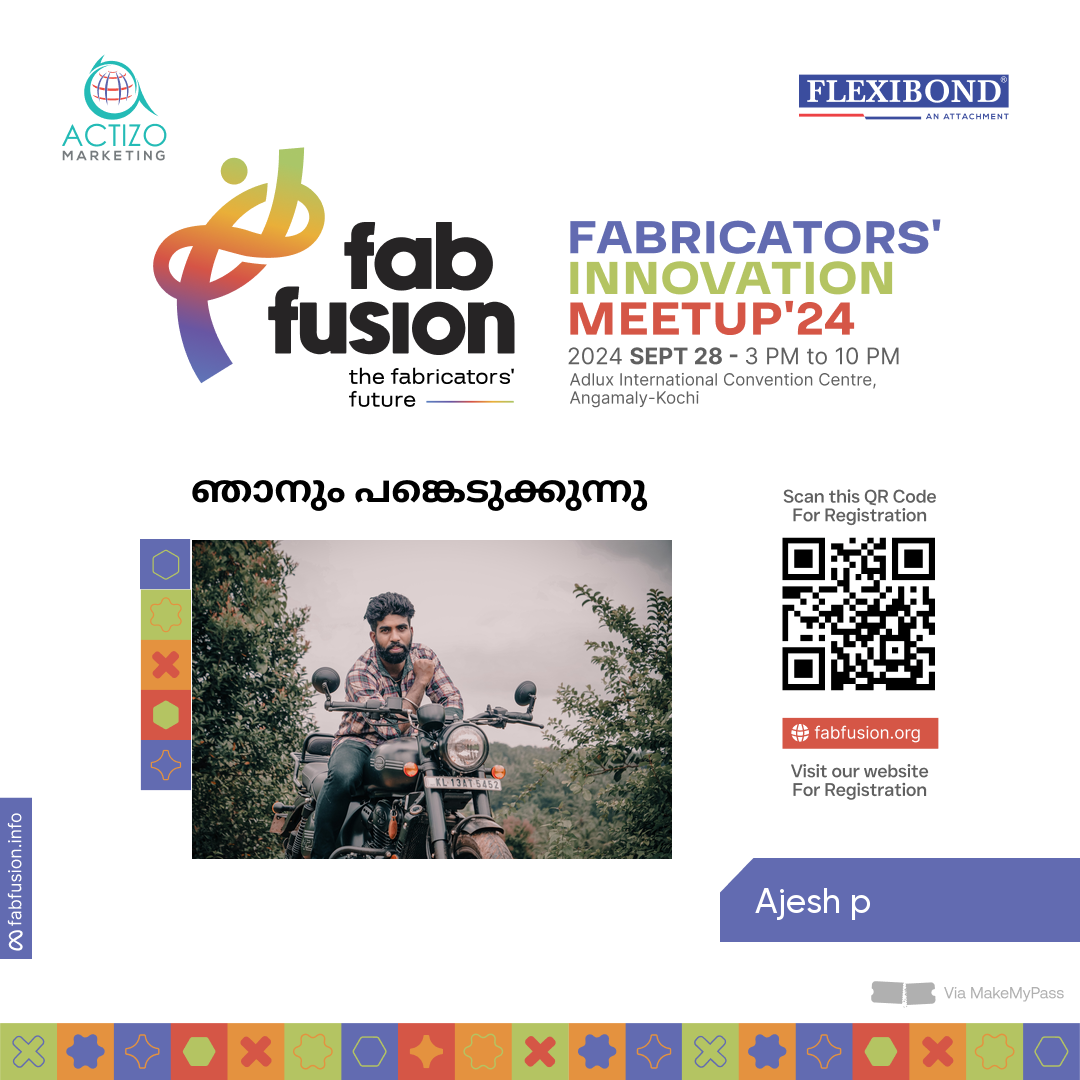 ACTIZO
MARKETING
FLEXIBOND®
AN ATTACHMENT
fab
fusion
the fabricators'
future
FABRICATORS'
INNOVATION
MEETUP'24
2024 SEPT 28 - 3 PM to 10 PM
Adlux International Convention Centre,
Angamaly-Kochi
ഞാനും പങ്കെടുക്കുന്നു
Scan this QR Code
For Registration
KL 13AT 5452
fabfusion.org
Visit our website
For Registration
fabfusion.info
Ajesh p
Via MakeMyPass